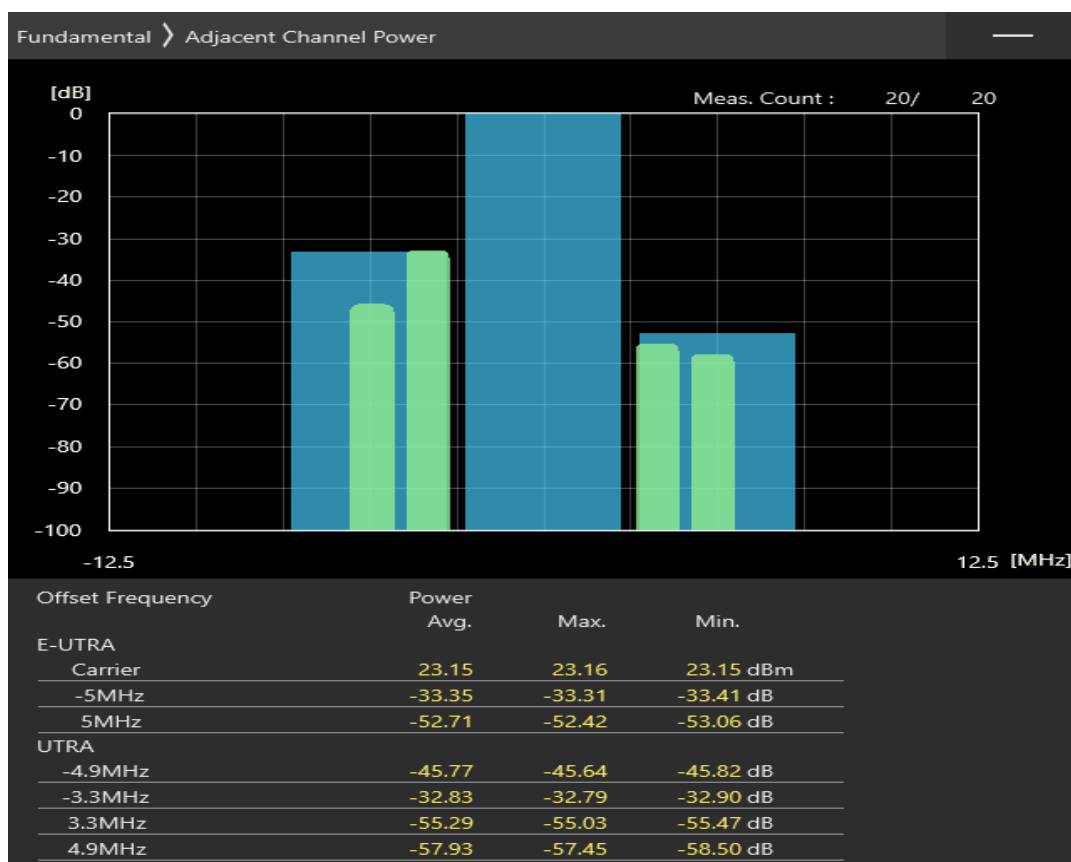 Fundamental ❯ Adjacent Channel Power
[dB]
Meas. Count : 20/ 20
0
-10
-20
-30
-40
-50
-60
-70
-80
-90
-100
-12.5 12.5 [MHz]
Offset Frequency Power
Avg. Max. Min.
E-UTRA
Carrier 23.15 23.16 23.15 dBm
-5MHz -33.35 -33.31 -33.41 dB
5MHz -52.71 -52.42 -53.06 dB
UTRA
-4.9MHz -45.77 -45.64 -45.82 dB
-3.3MHz -32.83 -32.79 -32.90 dB
3.3MHz -55.29 -55.03 -55.47 dB
4.9MHz -57.93 -57.45 -58.50 dB